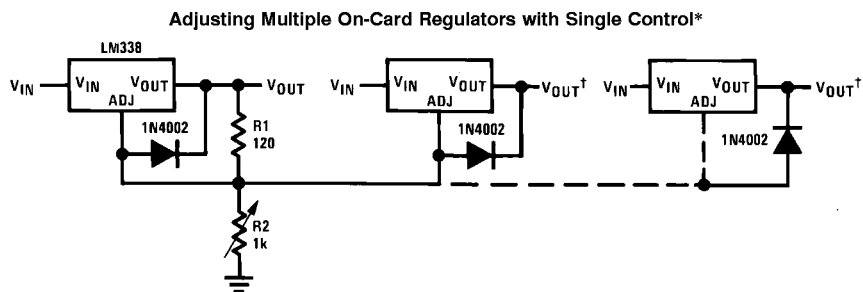 Adjusting Multiple On-Card Regulators with Single Control*
LM338
VIN VIN VOUT VOUT
ADJ
1N4002
R1
120
R2
1k
VIN VIN VOUT VOUT†
ADJ
1N4002
VIN VIN VOUT VOUT†
ADJ
1N4002